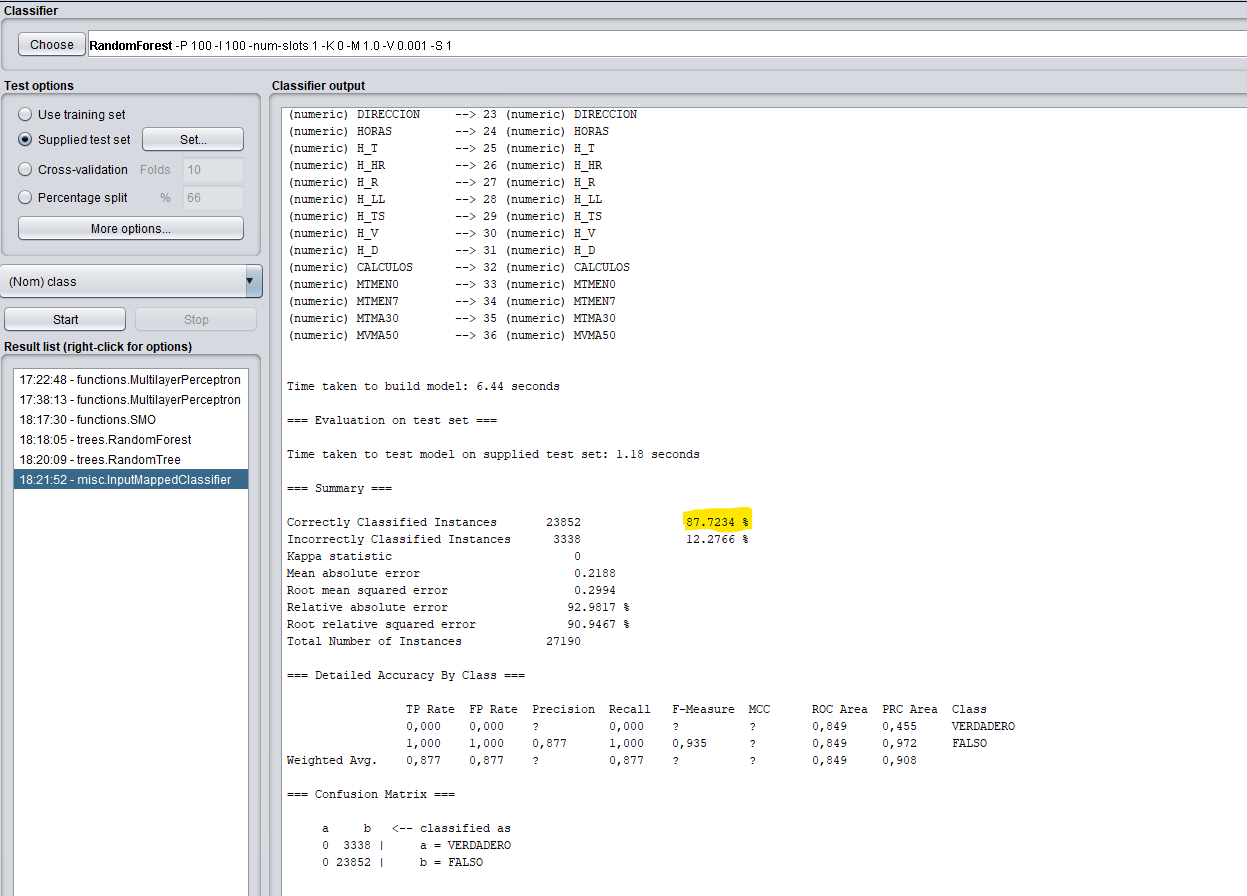 Classifier
Choose RandomForest -P 100 -I 100 -num-slots 1 -K 0 -M 1.0 -V 0.001 -S 1
Test options
Use training set
Supplied test set Set...
Cross-validation Folds 10
Percentage split % 66
More options...
(Nom) class
Start Stop
Result list (right-click for options)
17:22:48 - functions.MultilayerPerceptron
17:38:13 - functions.MultilayerPerceptron
18:17:30 - functions.SMO
18:18:05 - trees.RandomForest
18:20:09 - trees.RandomTree
18:21:52 - misc.InputMappedClassifier
Classifier output
(numeric) DIRECCION --> 23 (numeric) DIRECCION
(numeric) HORAS --> 24 (numeric) HORAS
(numeric) H_T --> 25 (numeric) H_T
(numeric) H_HR --> 26 (numeric) H_HR
(numeric) H_R --> 27 (numeric) H_R
(numeric) H_LL --> 28 (numeric) H_LL
(numeric) H_TS --> 29 (numeric) H_TS
(numeric) H_V --> 30 (numeric) H_V
(numeric) H_D --> 31 (numeric) H_D
(numeric) CALCULOS --> 32 (numeric) CALCULOS
(numeric) MTMEN0 --> 33 (numeric) MTMEN0
(numeric) MTMEN7 --> 34 (numeric) MTMEN7
(numeric) MTMA30 --> 35 (numeric) MTMA30
(numeric) MVMA50 --> 36 (numeric) MVMA50
Time taken to build model: 6.44 seconds
=== Evaluation on test set ===
Time taken to test model on supplied test set: 1.18 seconds
=== Summary ===
Correctly Classified Instances 23852 87.7234 %
Incorrectly Classified Instances 3338 12.2766 %
Kappa statistic 0
Mean absolute error 0.2188
Root mean squared error 0.2994
Relative absolute error 92.9817 %
Root relative squared error 90.9467 %
Total Number of Instances 27190
=== Detailed Accuracy By Class ===
TP Rate FP Rate Precision Recall F-Measure MCC ROC Area PRC Area Class
0,000 0,000 ? 0,000 ? ? 0,849 0,455 VERDADERO
1,000 1,000 0,877 1,000 0,935 ? 0,849 0,972 FALSO
Weighted Avg. 0,877 0,877 ? 0,877 ? ? 0,849 0,908
=== Confusion Matrix ===
a b <-- classified as
0 3338 | a = VERDADERO
0 23852 | b = FALSO